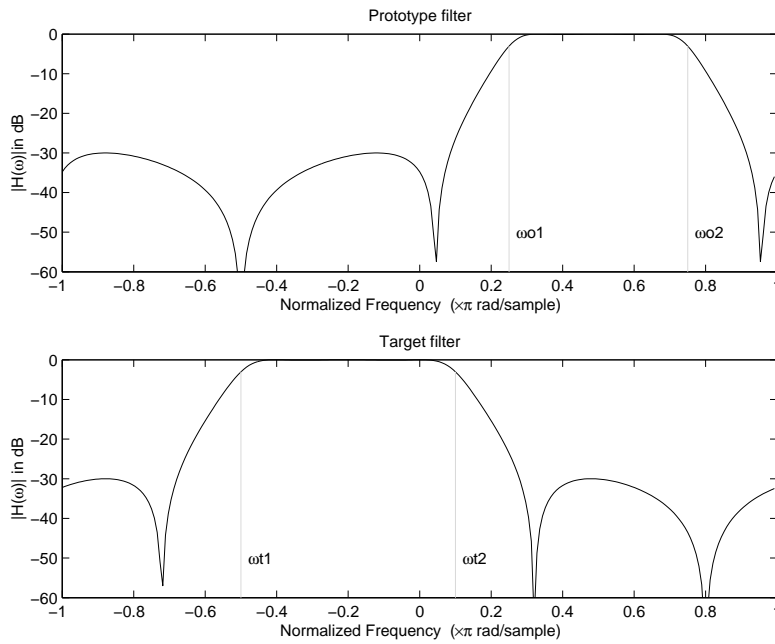 Prototype filter
0
−10
−20
−30
−40
−50
−60
|H(ω)|in dB
ωo1
ωo2
−1 −0.8 −0.6 −0.4 −0.2 0 0.2 0.4 0.6 0.8 1
Normalized Frequency (×π rad/sample)
Target filter
0
−10
−20
−30
−40
−50
−60
|H(ω)| in dB
ωt1
ωt2
−1 −0.8 −0.6 −0.4 −0.2 0 0.2 0.4 0.6 0.8 1
Normalized Frequency (×π rad/sample)